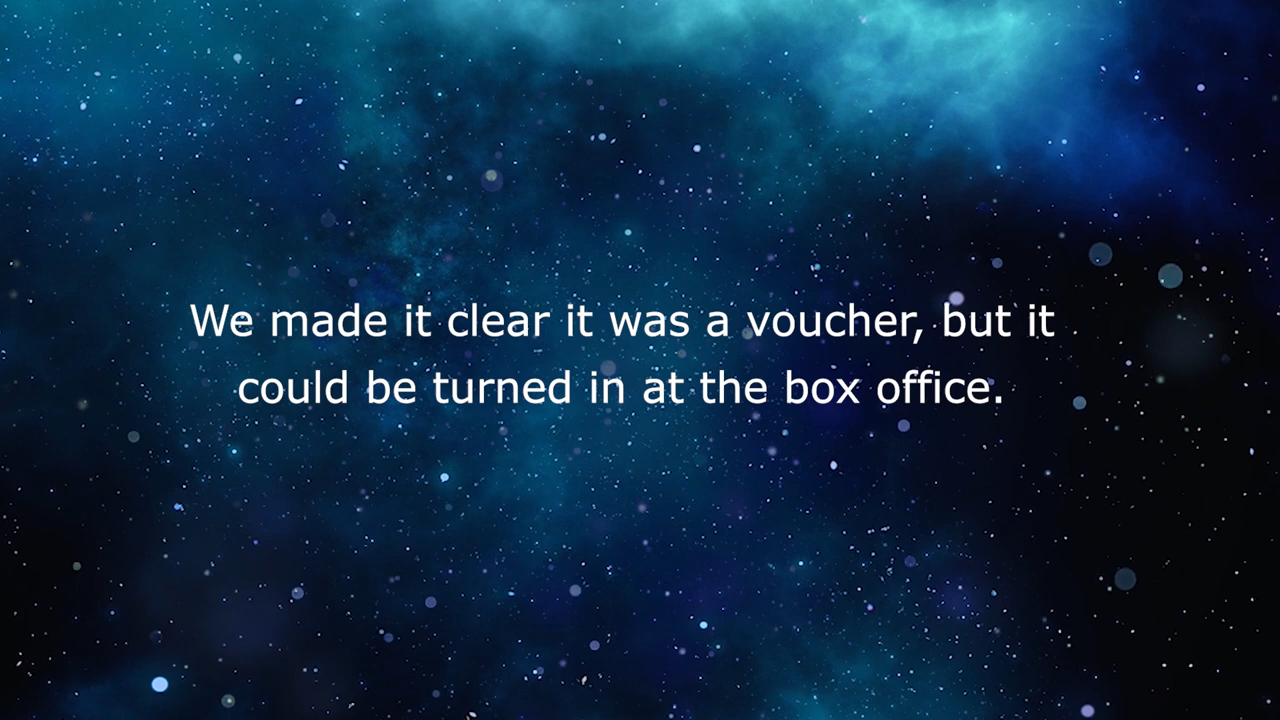 We made it clear it was a voucher, but it
could be turned in at the box office.